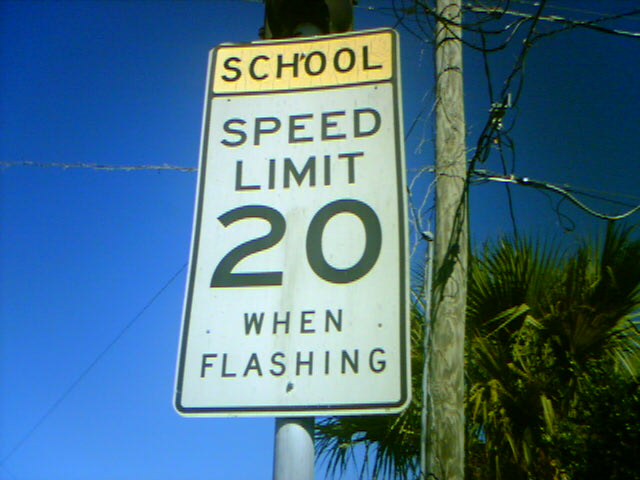 SCHOOL
SPEED
LIMIT
20
WHEN
FLASHING